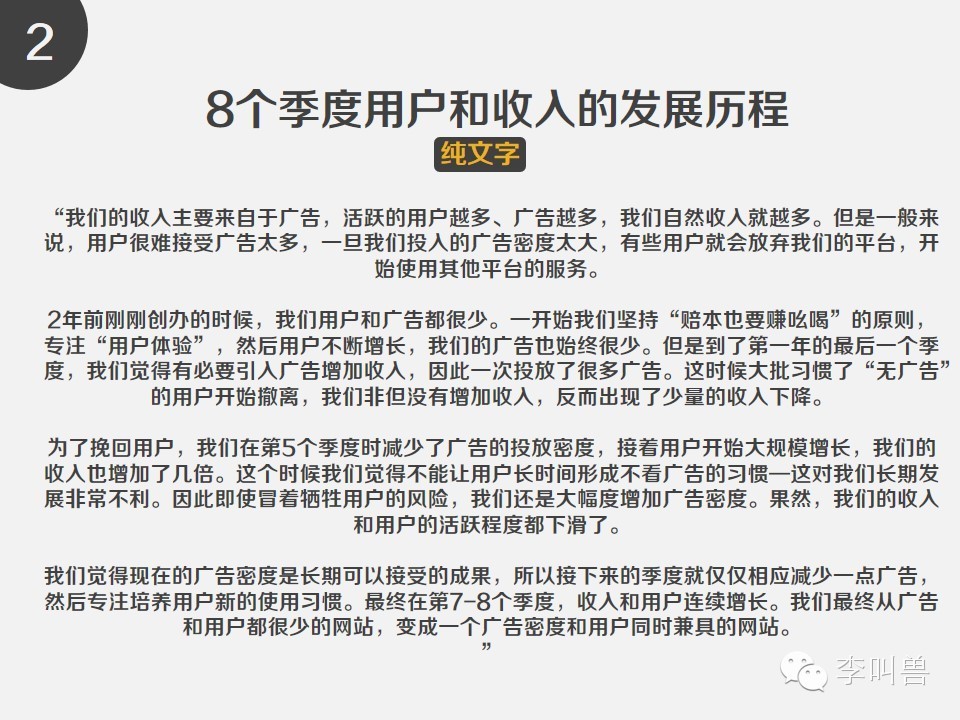 2
8个季度用户和收入的发展历程
纯文字
“我们的收入主要来自于广告，活跃的用户越多、广告越多，我们自然收入就越多。但是一般来
说，用户很难接受广告太多，一旦我们投入的广告密度太大，有些用户就会放弃我们的平台，开
始使用其他平台的服务。
2年前刚刚创办的时候，我们用户和广告都很少。一开始我们坚持“赔本也要赚吆喝”的原则，
专注“用户体验”，然后用户不断增长，我们的广告也始终很少。但是到了第一年的最后一个季
度，我们觉得有必要引入广告增加收入，因此一次投放了很多广告。这时候大批习惯了“无广告”
的用户开始撤离，我们非但没有增加收入，反而出现了少量的收入下降。
为了挽回用户，我们在第5个季度时减少了广告的投放密度，接着用户开始大规模增长，我们的
收入也增加了几倍。这个时候我们觉得不能让用户长时间形成不看广告的习惯—这对我们长期发
展非常不利。因此即使冒着牺牲用户的风险，我们还是大幅度增加广告密度。果然，我们的收入
和用户的活跃程度都下滑了。
我们觉得现在的广告密度是长期可以接受的成果，所以接下来的季度就仅仅相应减少一点广告，
然后专注培养用户新的使用习惯。最终在第7-8个季度，收入和用户连续增长。我们最终从广告
和用户都很少的网站，变成一个广告密度和用户同时兼具的网站。
”
李叫兽